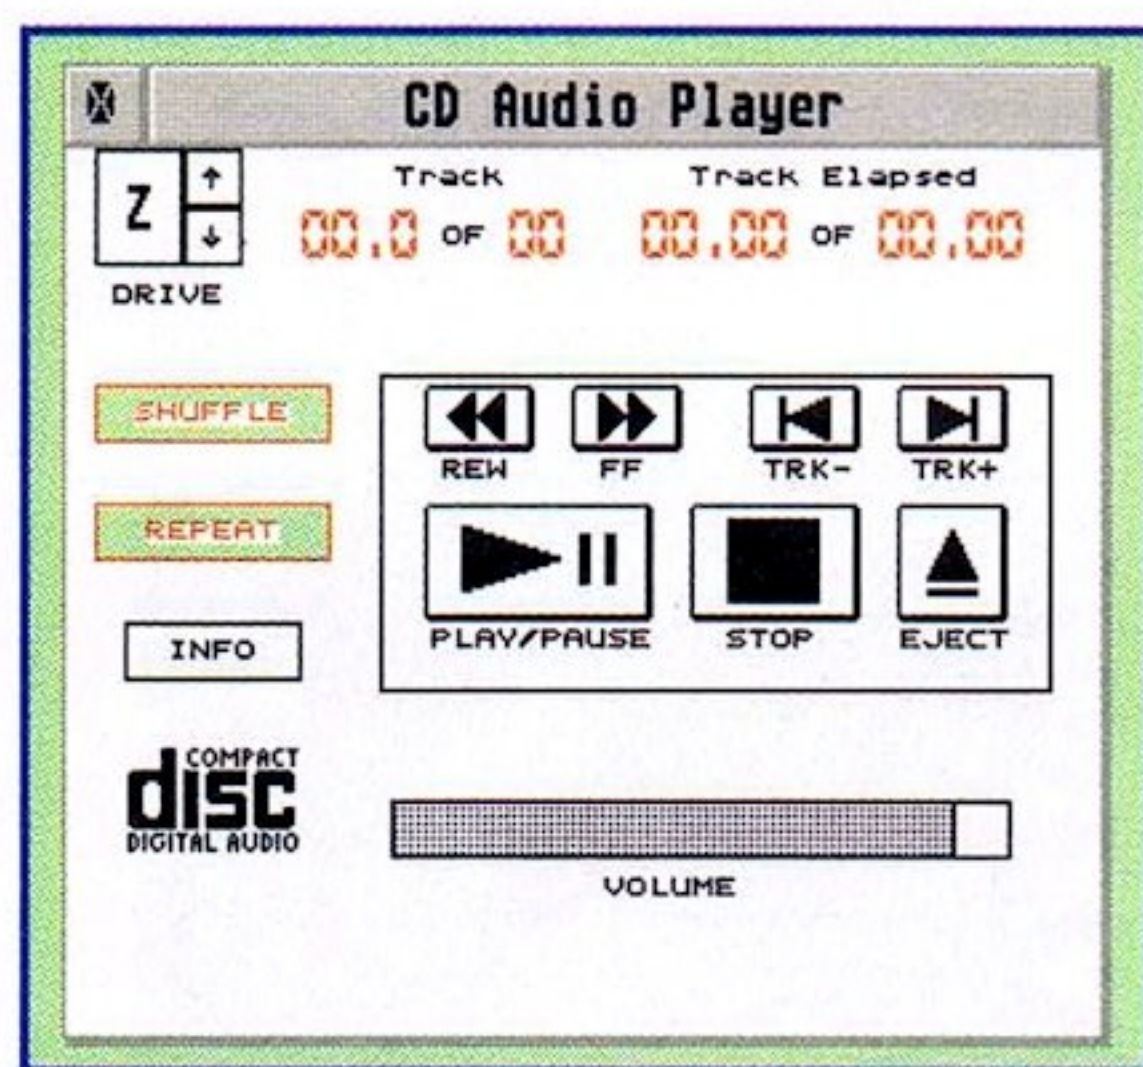 CD Audio Player
Z
DRIVE
Track
00.0 OF 00
Track Elapsed
00.00 OF 00.00
SHUFFLE
REPEAT
INFO
REW
FF
TRK-
TRK+
PLAY/PAUSE
STOP
EJECT
COMPACT
disc
DIGITAL AUDIO
VOLUME